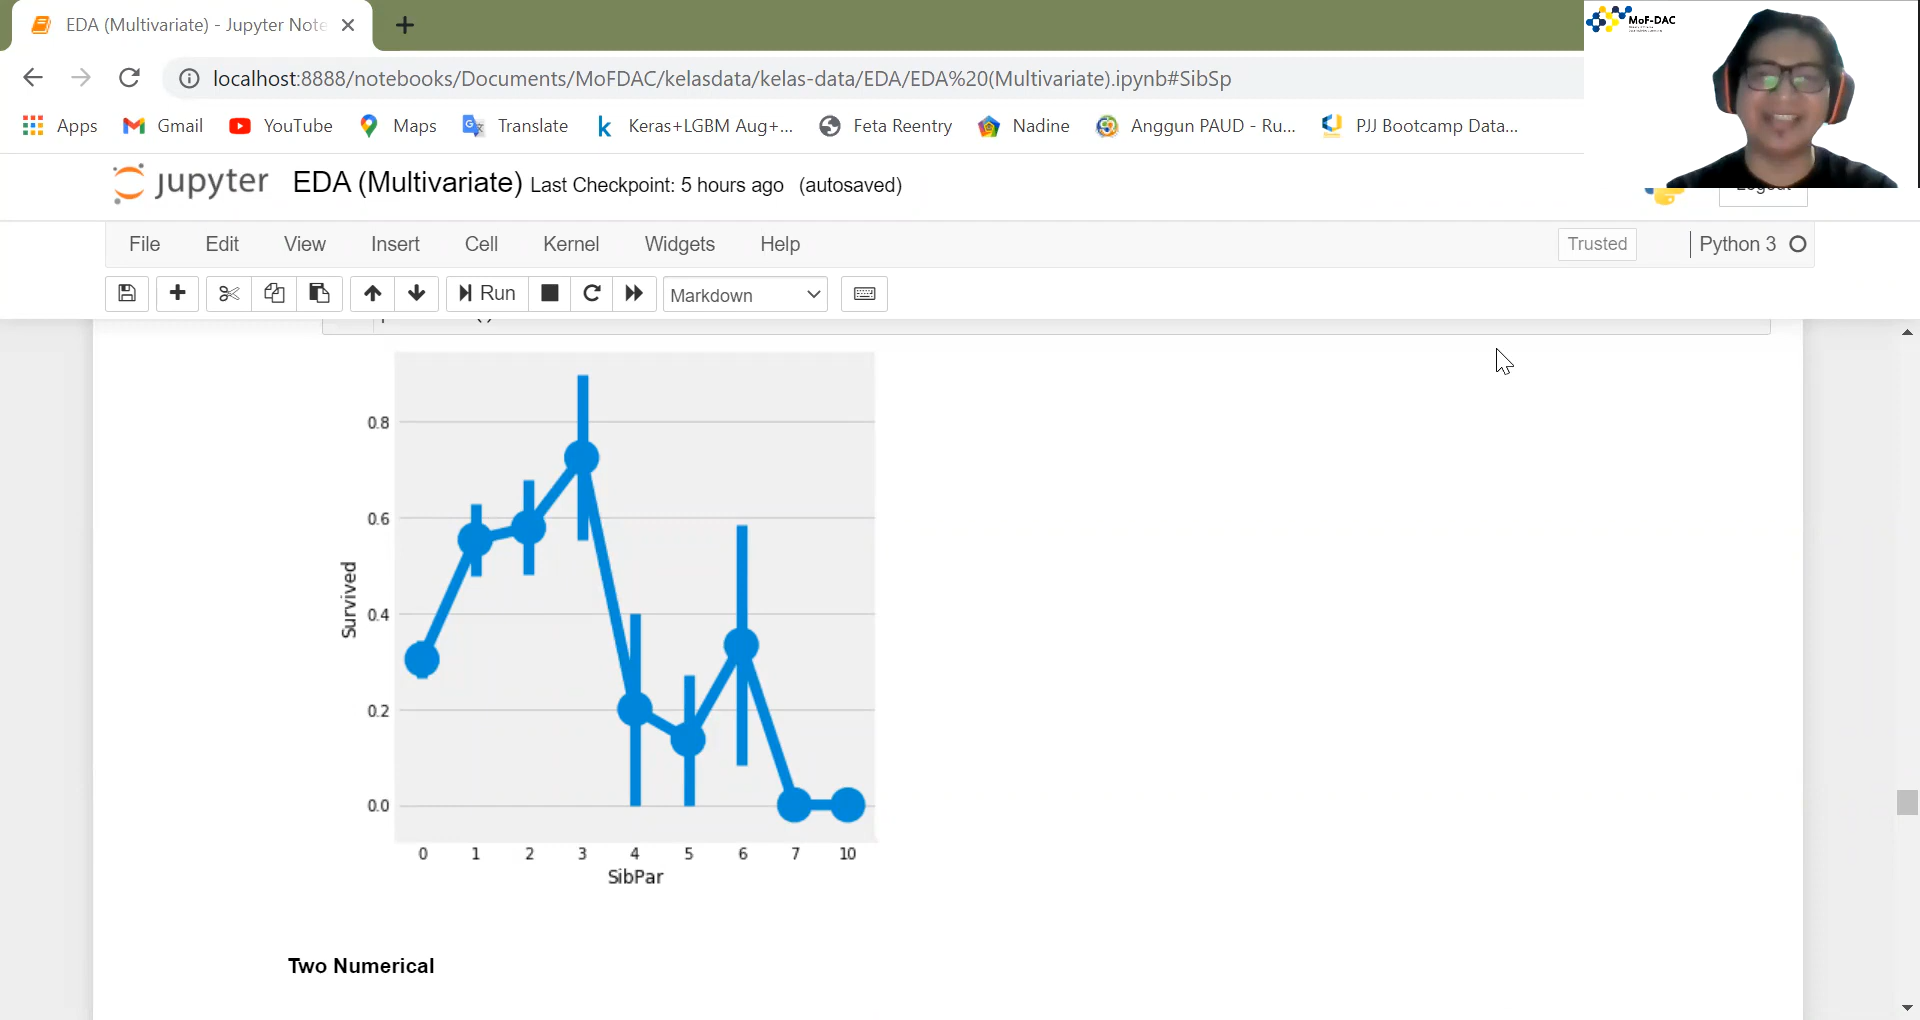 EDA (Multivariate) - Jupyter Note
MoF-DAC
localhost:8888/notebooks/Documents/MoFDAC/kelasdata/kelas-data/EDA/EDA%20(Multivariate).ipynb#SibSp
Apps Gmail YouTube Maps Translate Keras+LGBM Aug+... Feta Reentry Nadine Anggun PAUD - Ru... PJJ Bootcamp Data...
jupyter EDA (Multivariate) Last Checkpoint: 5 hours ago (autosaved)
File Edit View Insert Cell Kernel Widgets Help Trusted Python 3
Run Markdown
0.8
0.6
0.4
0.2
0.0
Survived
0 1 2 3 4 5 6 7 10
SibPar
Two Numerical